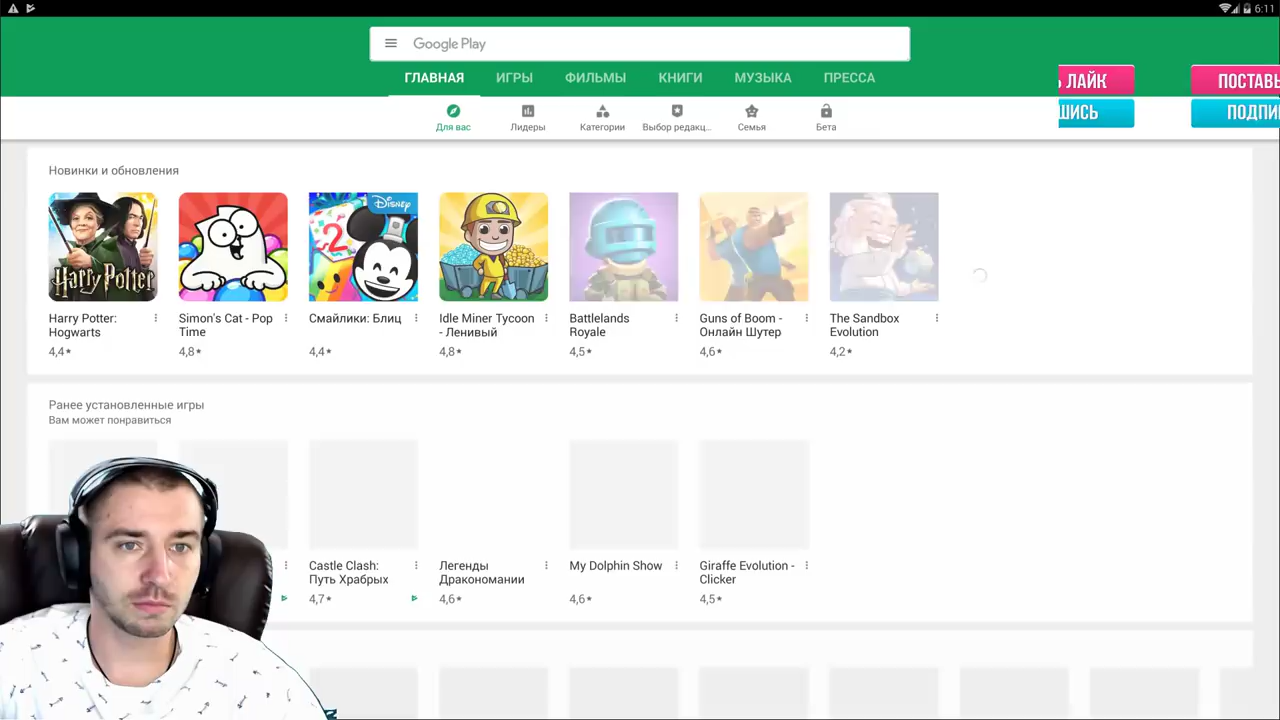 6:11
Google Play
ГЛАВНАЯ ИГРЫ ФИЛЬМЫ КНИГИ МУЗЫКА ПРЕССА
Ь ЛАЙК
ПОСТАВЬ
ШИСЬ
ПОДПИ
Для вас Лидеры Категории Выбор редакц... Семья Бета
Новинки и обновления
Harry Potter
Disney
2
Harry Potter: Hogwarts
4,4★
Simon's Cat - Pop Time
4,8★
Смайлики: Блиц
4,4★
Idle Miner Tycoon - Ленивый
4,8★
Battlelands Royale
4,5★
Guns of Boom - Онлайн Шутер
4,6★
The Sandbox Evolution
4,2★
Ранее установленные игры
Вам может понравиться
Castle Clash: Путь Храбрых
4,7★
Легенды Дракономании
4,6★
My Dolphin Show
4,6★
Giraffe Evolution - Clicker
4,5★